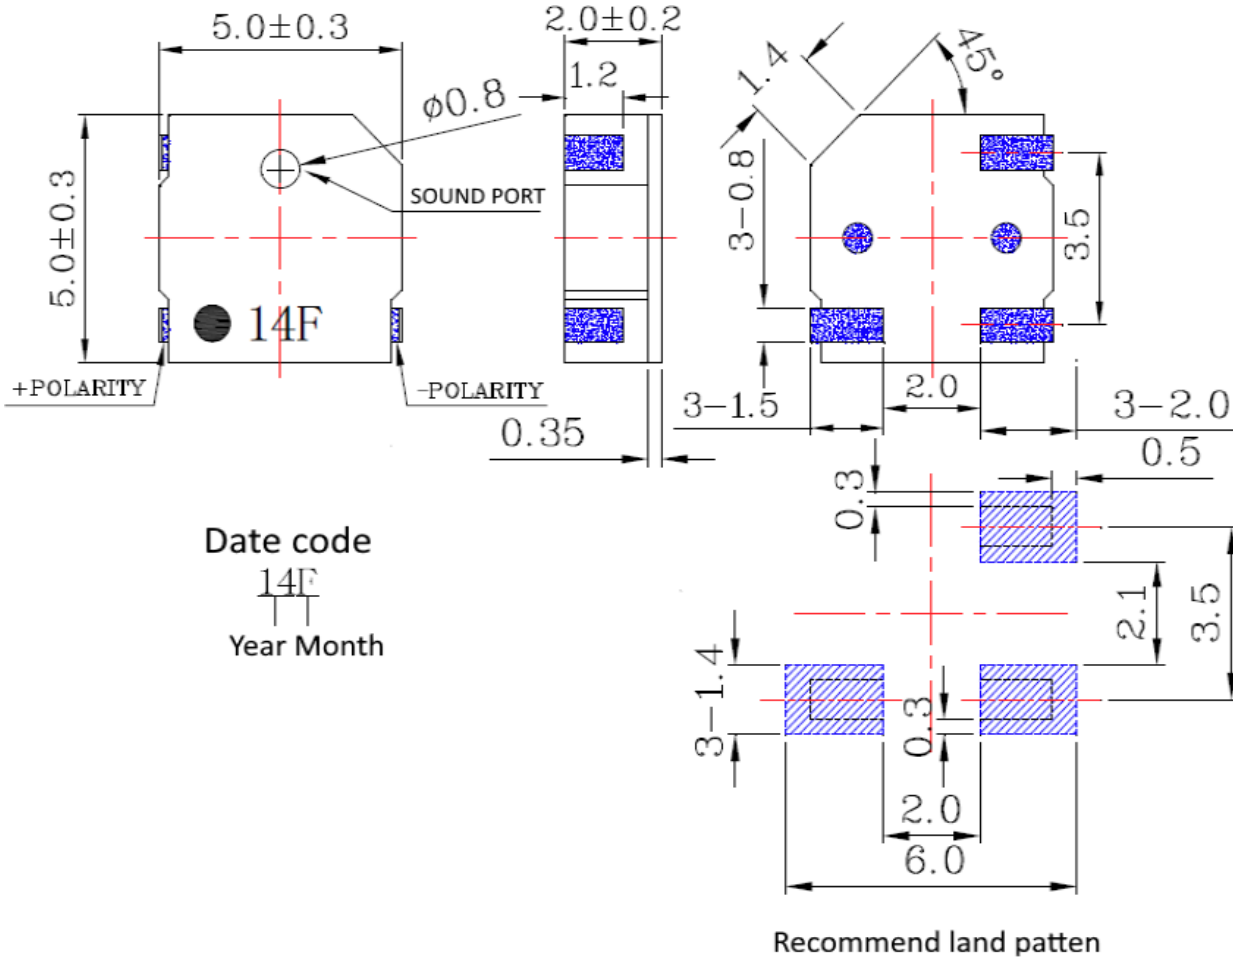 5.0±0.3
2.0±0.2
1.2
ø0.8
1.4
45°
5.0±0.3
SOUND PORT
3-0.8
3.5
14F
+POLARITY
-POLARITY
0.35
3-1.5
2.0
3-2.0
0.5
0.3
Date code
14F
Year Month
2.1
3.5
3-1.4
0.3
2.0
6.0
Recommend land patten